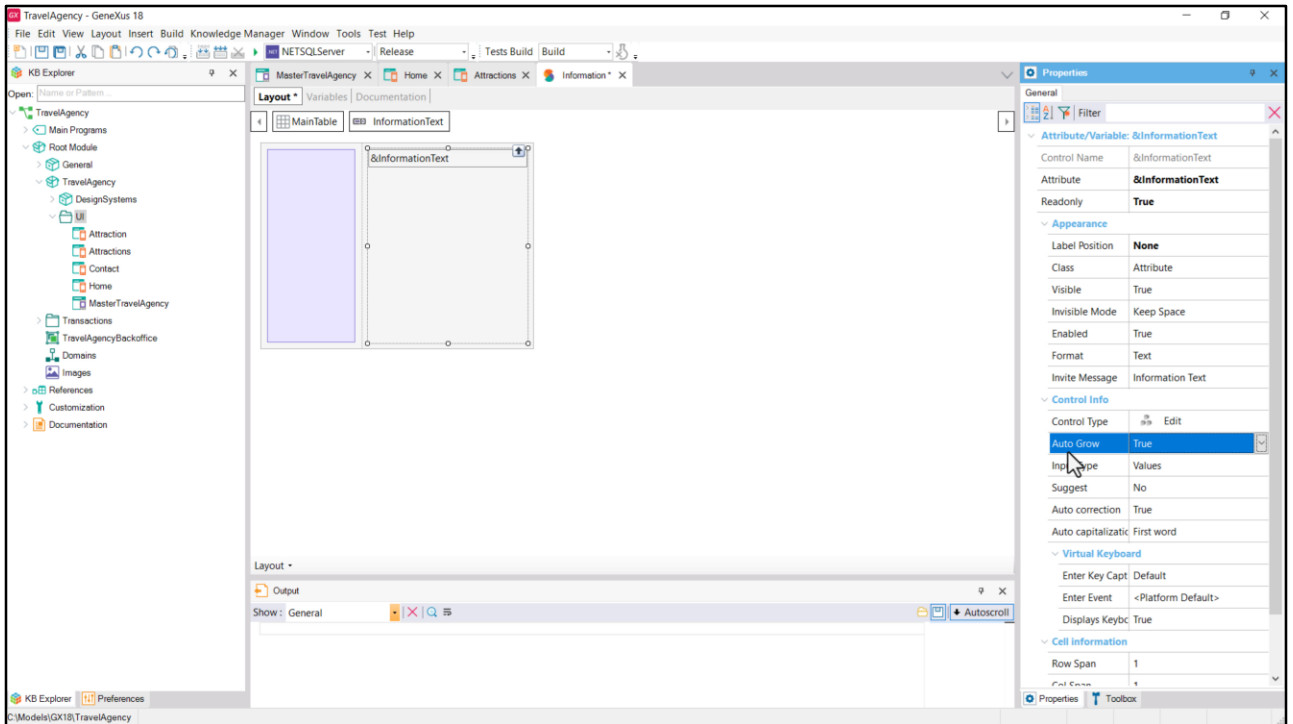 GX TravelAgency - GeneXus 18
File Edit View Layout Insert Build Knowledge Manager Window Tools Test Help
NETSQLServer Release Tests Build Build
KB Explorer
Open: Name or Pattern ...
TravelAgency
Main Programs
Root Module
General
TravelAgency
DesignSystems
UI
Attraction
Attractions
Contact
Home
MasterTravelAgency
Transactions
TravelAgencyBackoffice
Domains
Images
References
Customization
Documentation
KB Explorer Preferences
C:\Models\GX18\TravelAgency
MasterTravelAgency X Home X Attractions X Information * X
Layout * Variables Documentation
MainTable InformationText
&InformationText
Layout
Output
Show: General Autoscroll
Properties
General
Filter
Attribute/Variable: &InformationText
Control Name &InformationText
Attribute &InformationText
Readonly True
Appearance
Label Position None
Class Attribute
Visible True
Invisible Mode Keep Space
Enabled True
Format Text
Invite Message Information Text
Control Info
Control Type Edit
Auto Grow True
Values
Suggest No
Auto correction True
Auto capitalizatic First word
Virtual Keyboard
Enter Key Capt Default
Enter Event <Platform Default>
Displays Keybc True
Cell information
Row Span 1
Col Span 1
Properties Toolbox